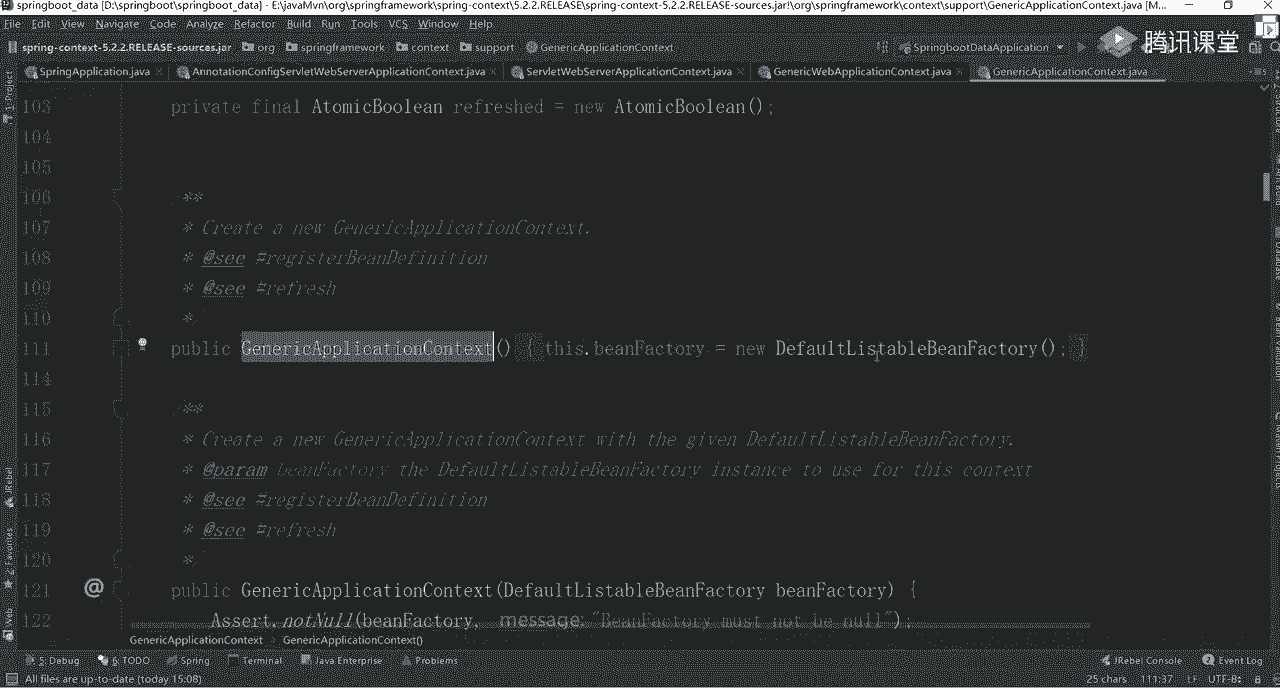 springboot_data [D:\springboot\springboot_data] - E:\javaMvn\org\springframework\spring-context\5.2.2.RELEASE\spring-context-5.2.2.RELEASE-sources.jar!\org\springframework\context\support\GenericApplicationContext.java [M...
File Edit View Navigate Code Analyze Refactor Build Run Tools VCS Window Help
spring-context-5.2.2.RELEASE-sources.jar org springframework context support GenericApplicationContext SpringbootDataApplication
腾讯课堂
SpringApplication.java AnnotationConfigServletWebServerApplicationContext.java ServletWebServerApplicationContext.java GenericWebApplicationContext.java GenericApplicationContext.java
1: Project
103 private final AtomicBoolean refreshed = new AtomicBoolean();
104
105
106 /**
107 * Create a new GenericApplicationContext.
108 * @see #registerBeanDefinition
109 * @see #refresh
110 */
111 public GenericApplicationContext() { this.beanFactory = new DefaultListableBeanFactory(); }
114
115 /**
116 * Create a new GenericApplicationContext with the given DefaultListableBeanFactory.
117 * @param beanFactory the DefaultListableBeanFactory instance to use for this context
118 * @see #registerBeanDefinition
119 * @see #refresh
120 */
121 @ public GenericApplicationContext(DefaultListableBeanFactory beanFactory) {
122 Assert.notNull(beanFactory, message: "BeanFactory must not be null");
JRebel
2: Favorites
Web
GenericApplicationContext GenericApplicationContext()
5: Debug 6: TODO Spring Terminal Java Enterprise Problems JRebel Console Event Log
All files are up-to-date (today 15:08) 25 chars 111:37 LF UTF-8